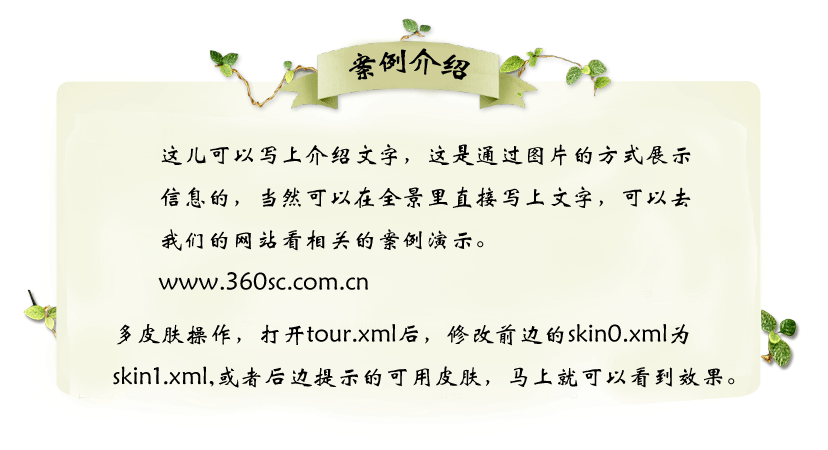 案例介绍
这儿可以写上介绍文字，这是通过图片的方式展示
信息的，当然可以在全景里直接写上文字，可以去
我们的网站看相关的案例演示。
www.360sc.com.cn
多皮肤操作，打开tour.xml后，修改前边的skin0.xml为
skin1.xml,或者后边提示的可用皮肤，马上就可以看到效果。